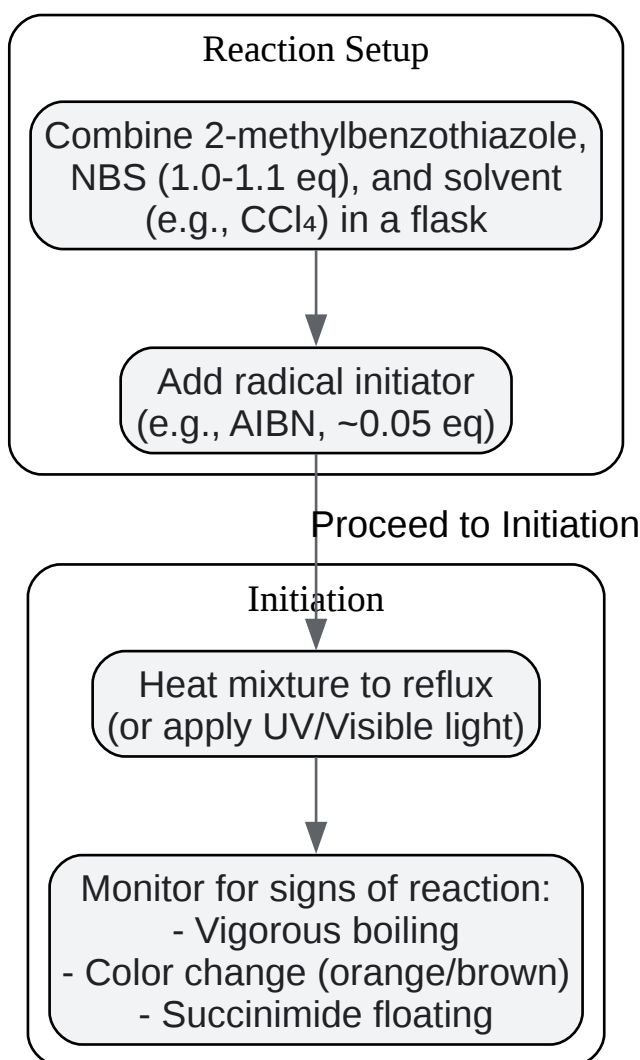 Reaction Setup
Combine 2-methylbenzothiazole,
NBS (1.0-1.1 eq), and solvent
(e.g., CCl₄) in a flask
Add radical initiator
(e.g., AIBN, ~0.05 eq)
Proceed to Initiation
Initiation
Heat mixture to reflux
(or apply UV/Visible light)
Monitor for signs of reaction:
- Vigorous boiling
- Color change (orange/brown)
- Succinimide floating